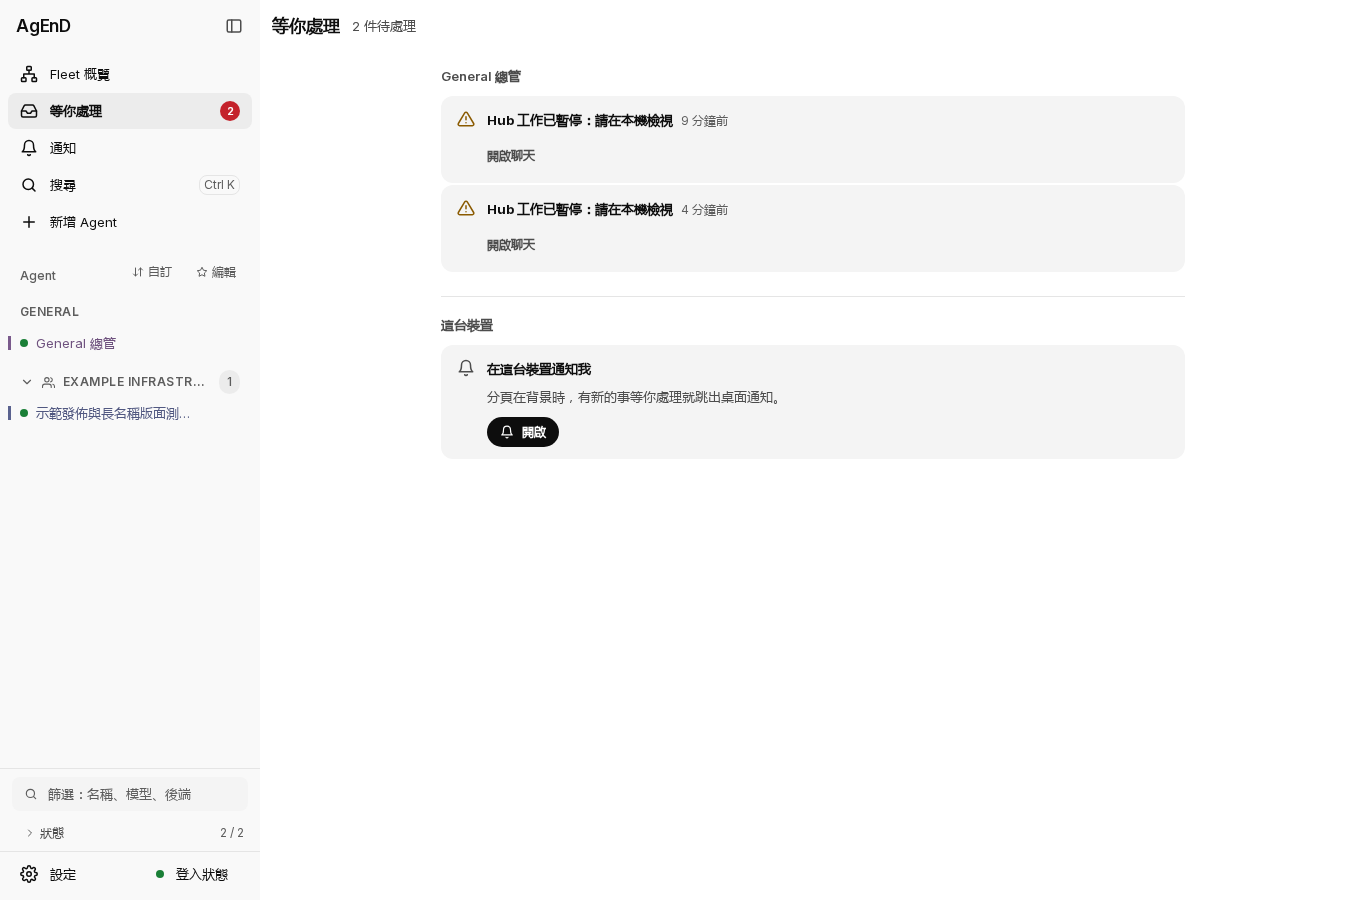 AgEnD
Fleet 概覽
等你處理 2
通知
搜尋 Ctrl K
新增 Agent
Agent 自訂 編輯
GENERAL
General 總管
EXAMPLE INFRASTR... 1
示範發佈與長名稱版面測...
篩選：名稱、模型、後端
狀態 2 / 2
設定 登入狀態
等你處理 2 件待處理
General 總管
Hub 工作已暫停：請在本機檢視 9 分鐘前
開啟聊天
Hub 工作已暫停：請在本機檢視 4 分鐘前
開啟聊天
這台裝置
在這台裝置通知我
分頁在背景時，有新的事等你處理就跳出桌面通知。
開啟